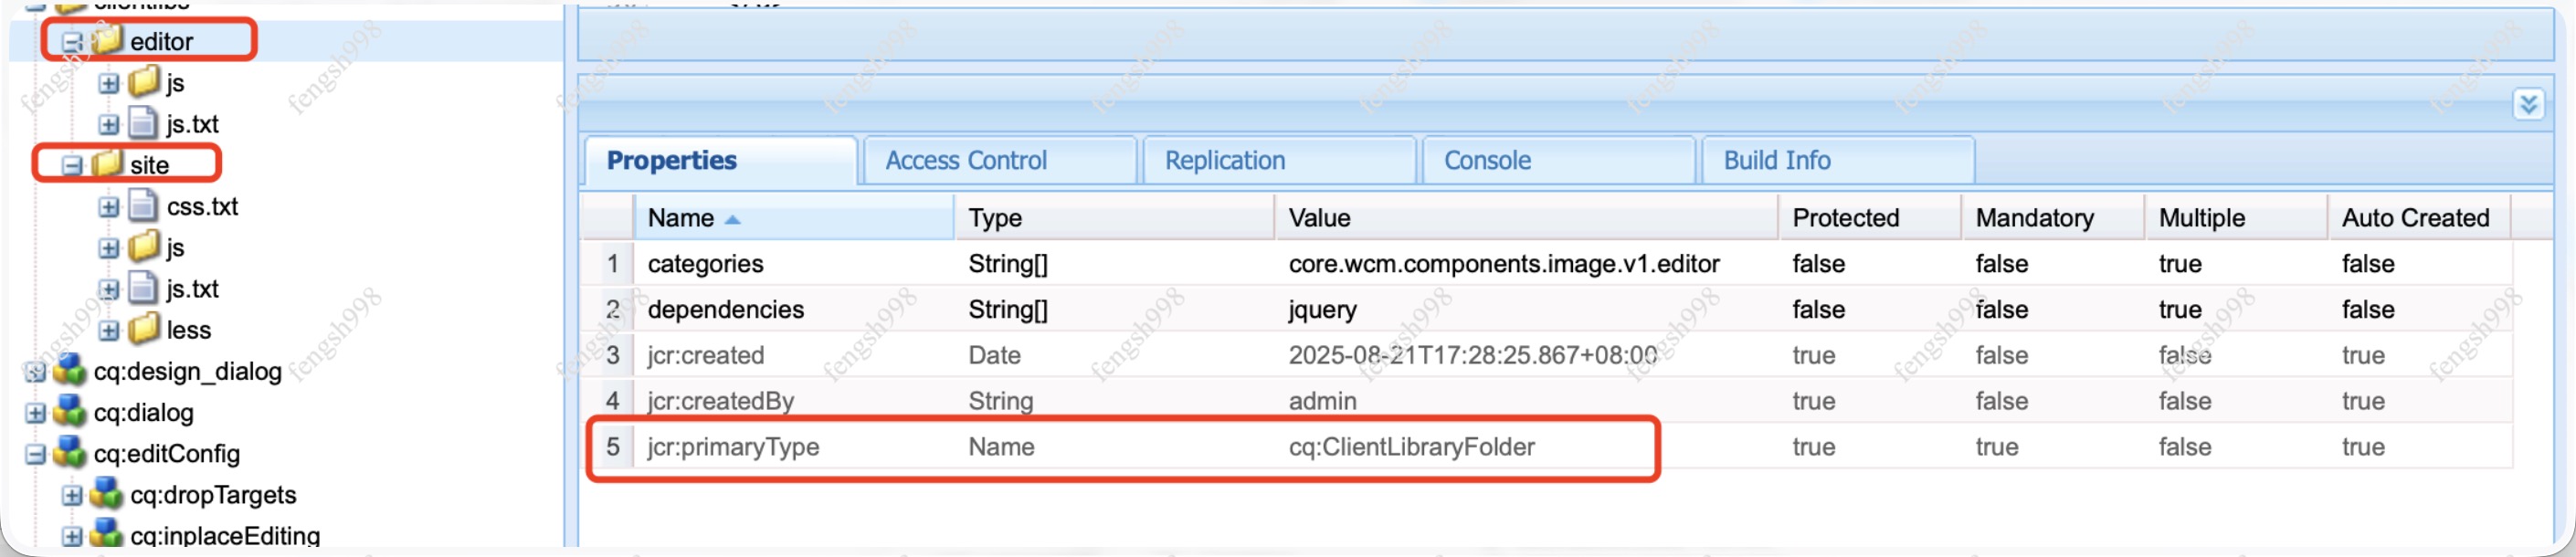 editor
js
js.txt
site
css.txt
js
js.txt
less
cq:design_dialog
cq:dialog
cq:editConfig
cq:dropTargets
cq:inplaceEditing
Properties Access Control Replication Console Build Info
Name Type Value Protected Mandatory Multiple Auto Created
1 categories String[] core.wcm.components.image.v1.editor false false true false
2 dependencies String[] jquery false false true false
3 jcr:created Date 2025-08-21T17:28:25.867+08:00 true false false true
4 jcr:createdBy String admin true false false true
5 jcr:primaryType Name cq:ClientLibraryFolder true true false true
fengsh998